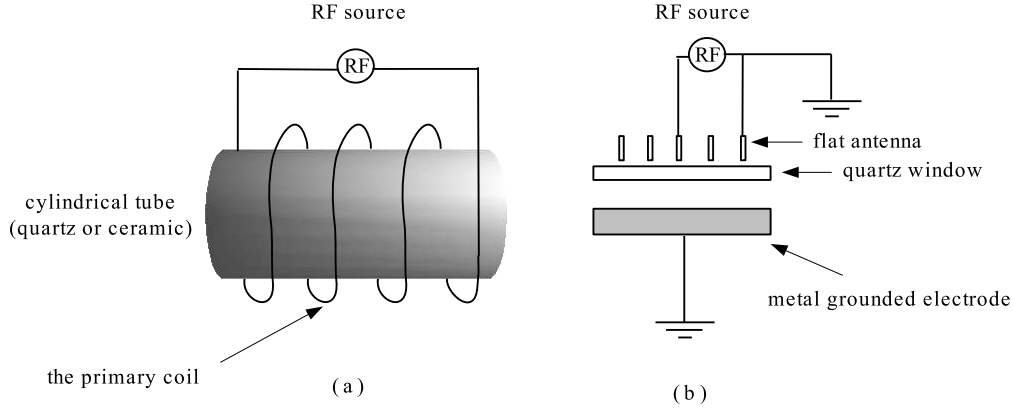 RF source
RF
cylindrical tube
(quartz or ceramic)
the primary coil
(a)
RF source
RF
flat antenna
quartz window
metal grounded electrode
(b)